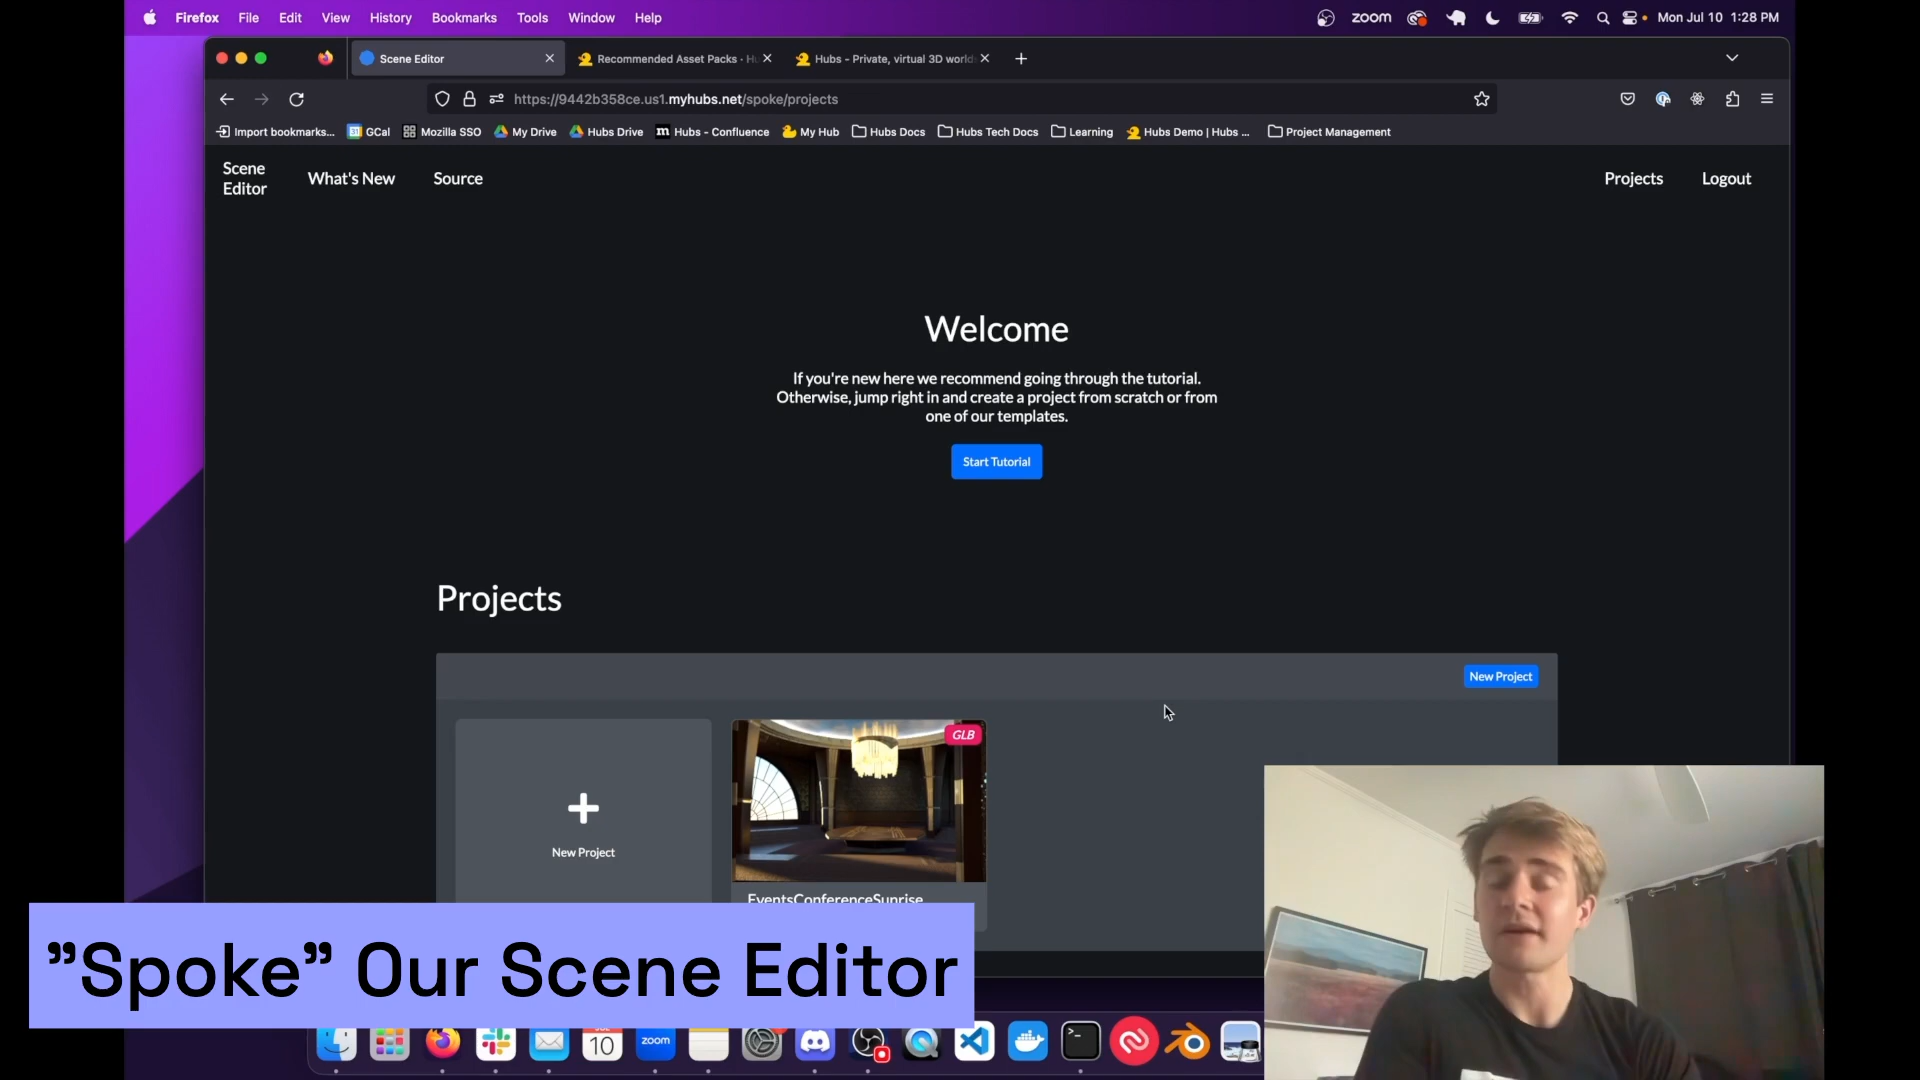 Firefox File Edit View History Bookmarks Tools Window Help
zoom
Mon Jul 10 1:28 PM
Scene Editor
Recommended Asset Packs · H
Hubs - Private, virtual 3D world
https://9442b358ce.us1.myhubs.net/spoke/projects
Import bookmarks... GCal Mozilla SSO My Drive Hubs Drive m Hubs - Confluence My Hub Hubs Docs Hubs Tech Docs Learning Hubs Demo | Hubs ... Project Management
Scene
Editor
What's New
Source
Projects
Logout
Welcome
If you're new here we recommend going through the tutorial.
Otherwise, jump right in and create a project from scratch or from
one of our templates.
Start Tutorial
Projects
New Project
GLB
New Project
EventsConferenceSunrise
”Spoke” Our Scene Editor
10
zoom